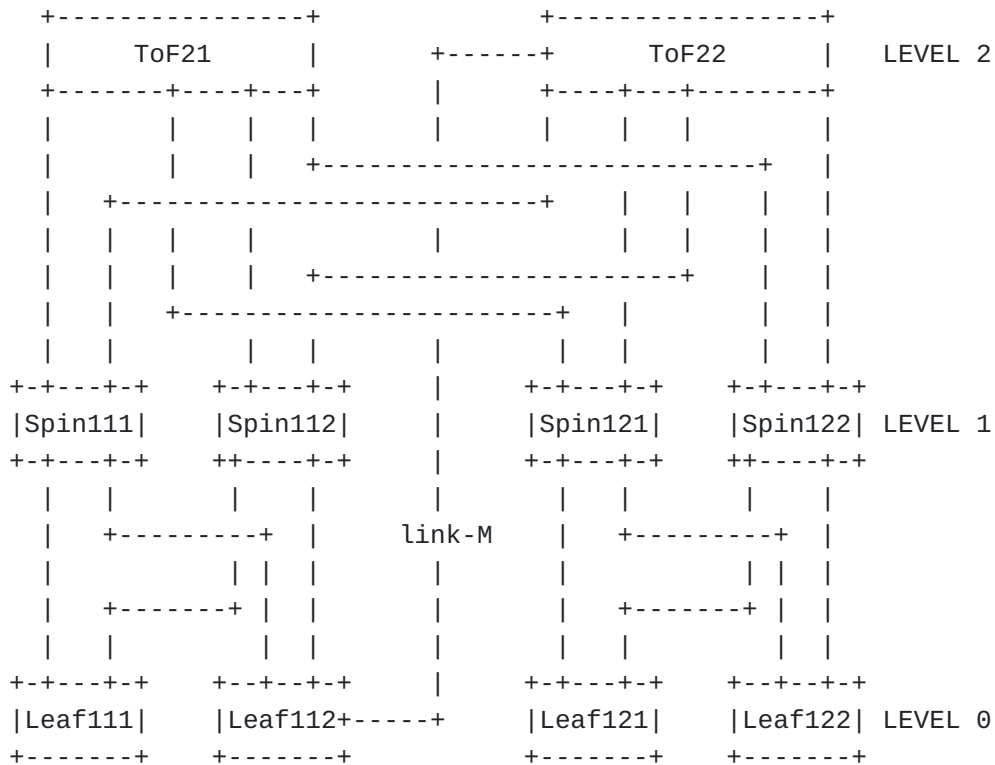 ToF21 ToF22 LEVEL 2
Spin111 Spin112 Spin121 Spin122 LEVEL 1
link-M
Leaf111 Leaf112 Leaf121 Leaf122 LEVEL 0